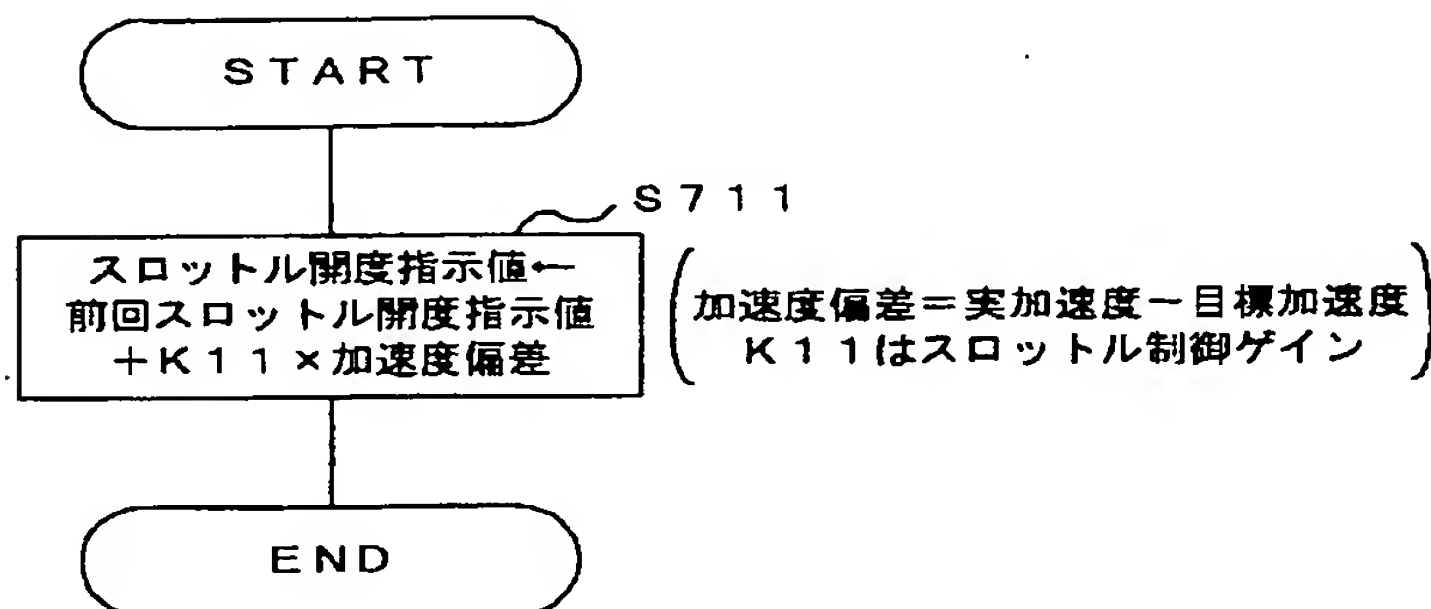 START
S711
スロットル開度指示値←
前回スロットル開度指示値
+K11×加速度偏差
加速度偏差=実加速度-目標加速度
K11はスロットル制御ゲイン
END